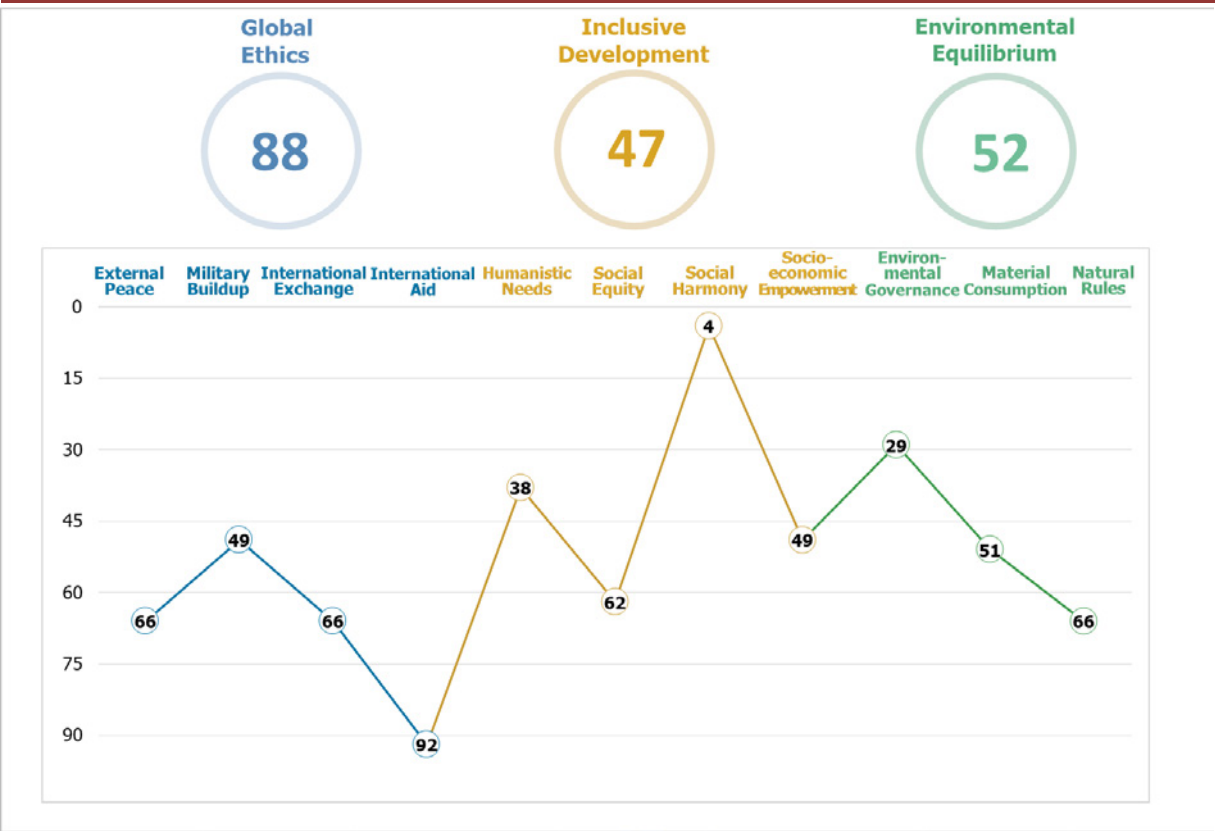 Global
Ethics
88
Inclusive
Development
47
Environmental
Equilibrium
52
External
Peace
Military
Buildup
International
Exchange
International
Aid
Humanistic
Needs
Social
Equity
Social
Harmony
Socio-
economic
Empowerment
Environ-
mental
Governance
Material
Consumption
Natural
Rules
0
15
30
45
60
75
90
66
49
66
92
38
62
4
49
29
51
66